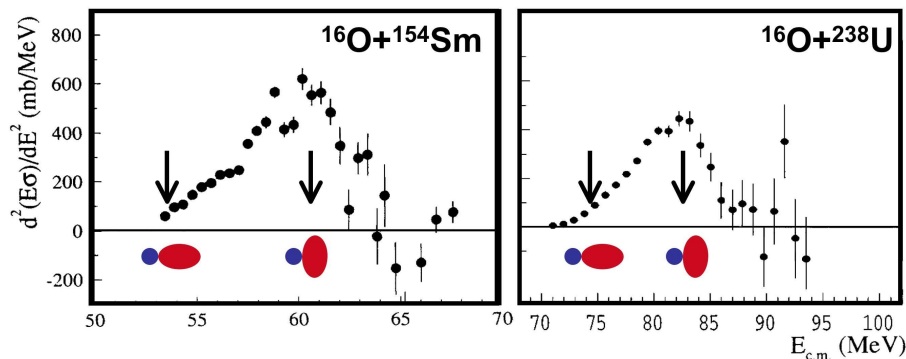 ¹⁶O+¹⁵⁴Sm
¹⁶O+²³⁸U
d²(Eσ)/dE² (mb/MeV)
800
600
400
200
0
-200
50 55 60 65 70
70 75 80 85 90 95 100
E_c.m. (MeV)